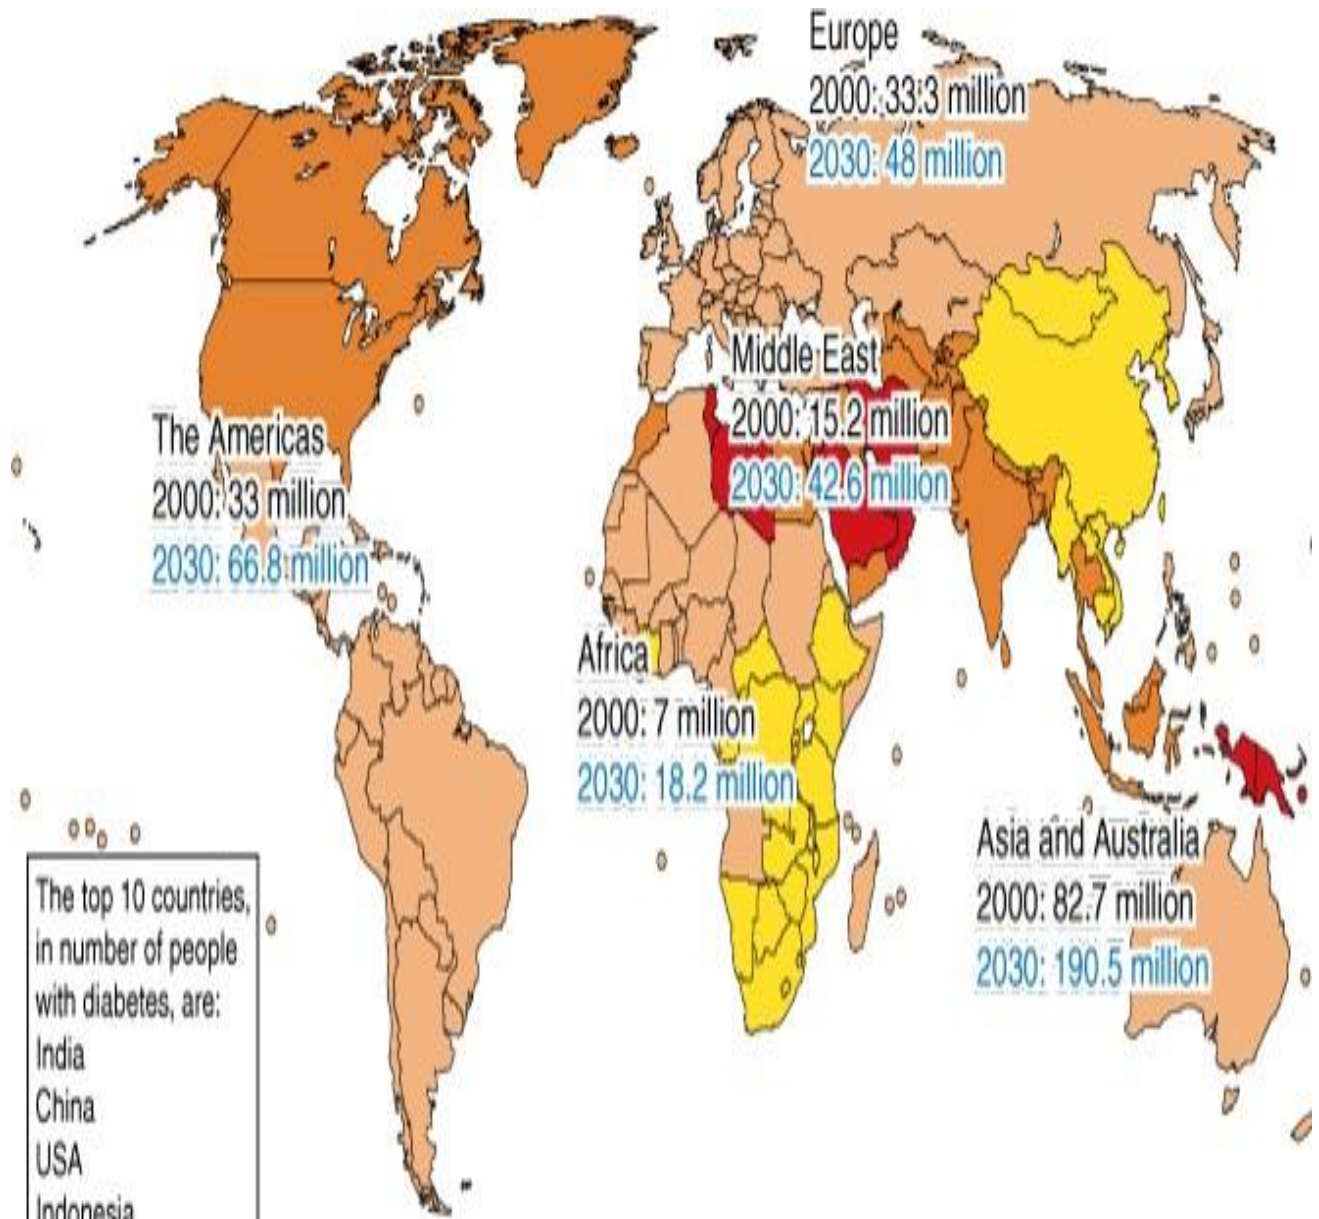 Europe
2000: 33.3 million
2030: 48 million
Middle East
2000: 15.2 million
2030: 42.6 million
The Americas
2000: 33 million
2030: 66.8 million
Africa
2000: 7 million
2030: 18.2 million
Asia and Australia
2000: 82.7 million
2030: 190.5 million
The top 10 countries,
in number of people
with diabetes, are:
India
China
USA
Indonesia